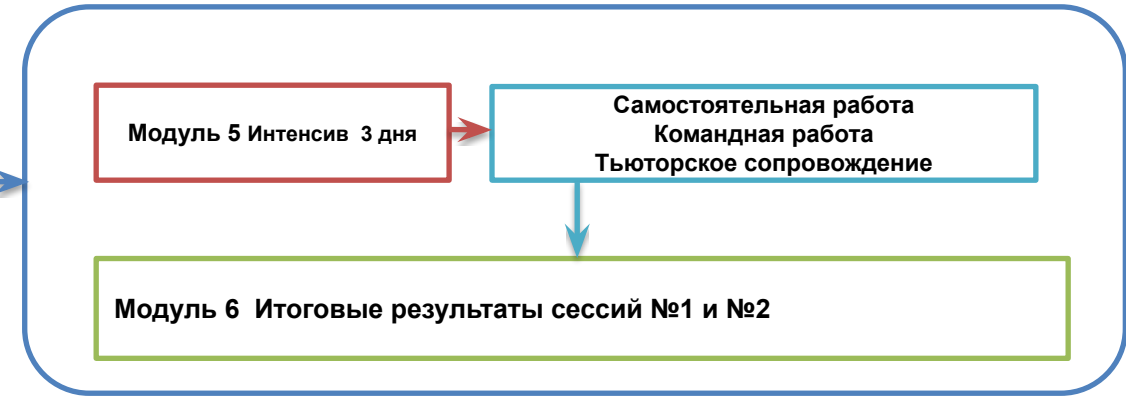 Модуль 5 Интенсив 3 дня
Самостоятельная работа
Командная работа
Тьюторское сопровождение
Модуль 6 Итоговые результаты сессий №1 и №2